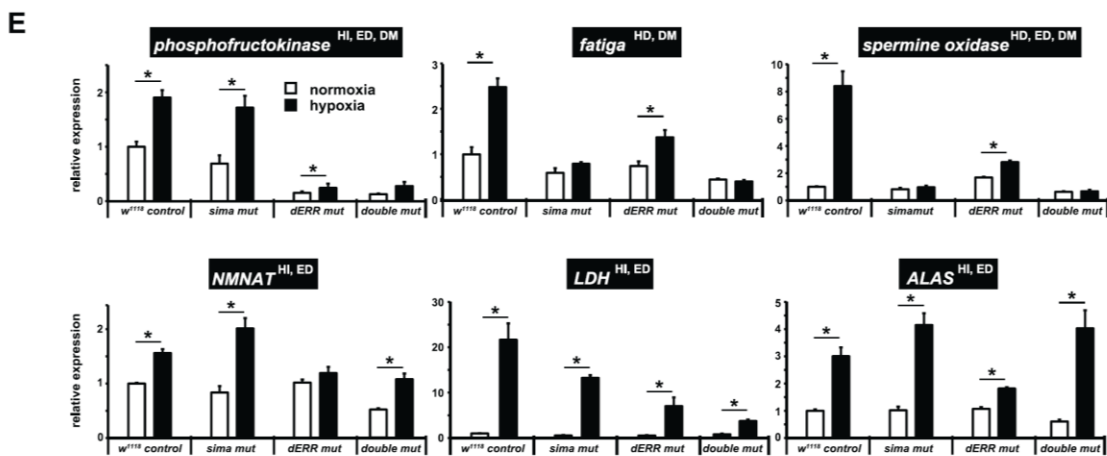 E
phosphofructokinase HI, ED, DM
relative expression
2
1
0
*
*
*
normoxia
hypoxia
w1118 control
sima mut
dERR mut
double mut
fatiga HD, DM
3
2
1
0
*
*
w1118 control
sima mut
dERR mut
double mut
spermine oxidase HD, ED, DM
10
8
6
4
2
0
*
*
w1118 control
simamut
dERR mut
double mut
NMNAT HI, ED
relative expression
2
1
0
*
*
*
w1118 control
sima mut
dERR mut
double mut
LDH HI, ED
30
20
10
0
*
*
*
*
w1118 control
sima mut
dERR mut
double mut
ALAS HI, ED
5
4
3
2
1
0
*
*
*
*
w1118 control
sima mut
dERR mut
double mut